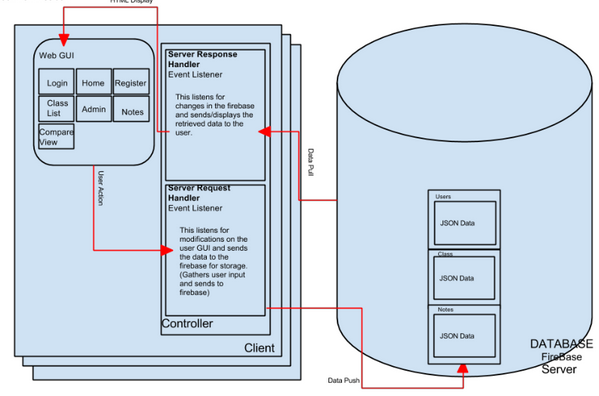 HTML Display
Web GUI
Login
Home
Register
Class
List
Admin
Notes
Compare
View
User Action
Server Response
Handler
Event Listener
This listens for
changes in the firebase
and sends/displays the
retrieved data to the
user.
Server Request
Handler
Event Listener
This listens for
modifications on the
user GUI and sends
the data to the
firebase for storage.
(Gathers user input
and sends to
firebase)
Controller
Client
Data Pull
Data Push
Users
JSON Data
Class
JSON Data
Notes
JSON Data
DATABASE
FireBase
Server